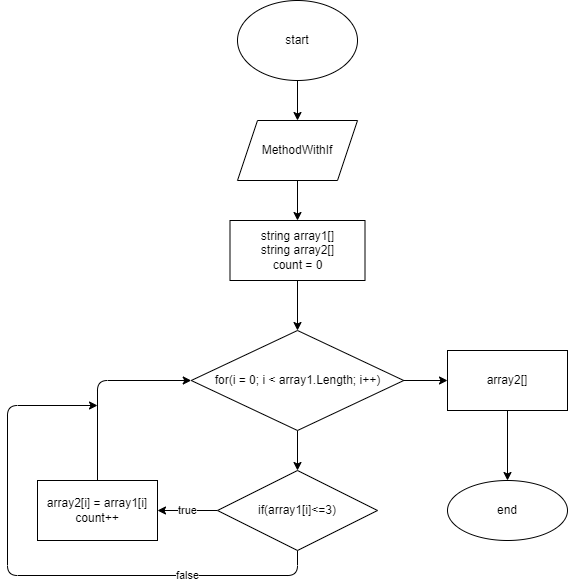 start
MethodWithIf
string array1[]
string array2[]
count = 0
for(i = 0; i < array1.Length; i++)
array2[]
array2[i] = array1[i]
count++
true
if(array1[i]<=3)
end
false